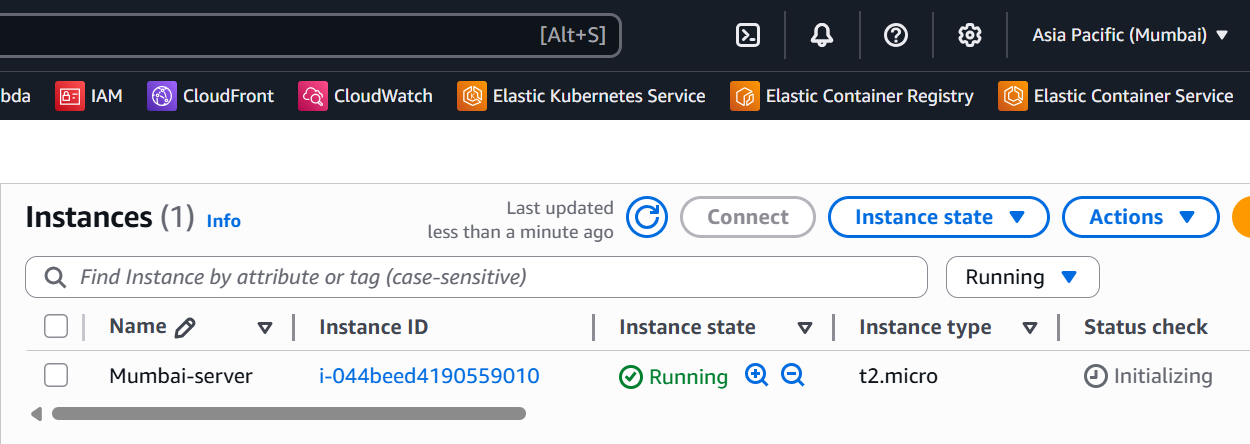 [Alt+S] Asia Pacific (Mumbai)
bda IAM CloudFront CloudWatch Elastic Kubernetes Service Elastic Container Registry Elastic Container Service
Instances (1) Info
Last updated
less than a minute ago
Connect Instance state Actions
Find Instance by attribute or tag (case-sensitive) Running
Name Instance ID Instance state Instance type Status check
Mumbai-server i-044beed4190559010 Running t2.micro Initializing